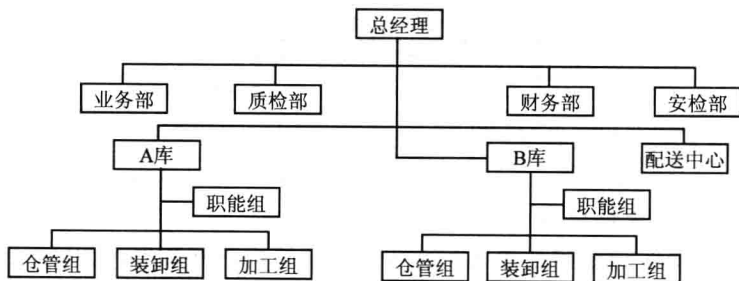 总经理
业务部
质检部
财务部
安检部
A库
B库
配送中心
职能组
职能组
仓管组
装卸组
加工组
仓管组
装卸组
加工组